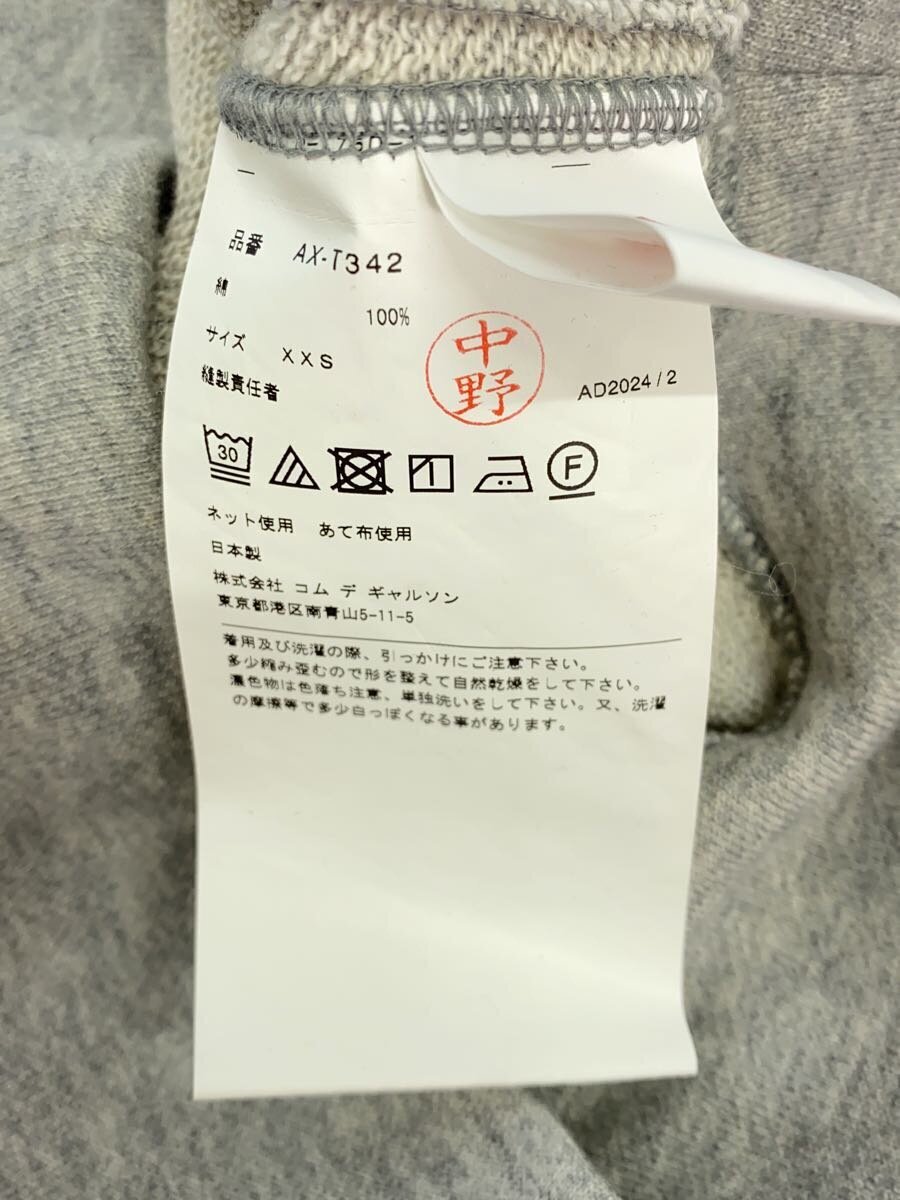 品番 AX-T342
綿 100%
サイズ XXS
縫製責任者 中野 AD2024/2
30 F
ネット使用 あて布使用
日本製
株式会社 コム デ ギャルソン
東京都港区南青山5-11-5
着用及び洗濯の際、引っかけにご注意下さい。
多少縮み歪むので形を整えて自然乾燥をして下さい。
濃色物は色落ち注意、単独洗いをして下さい。又、洗濯
の摩擦等で多少白っぽくなる事があります。